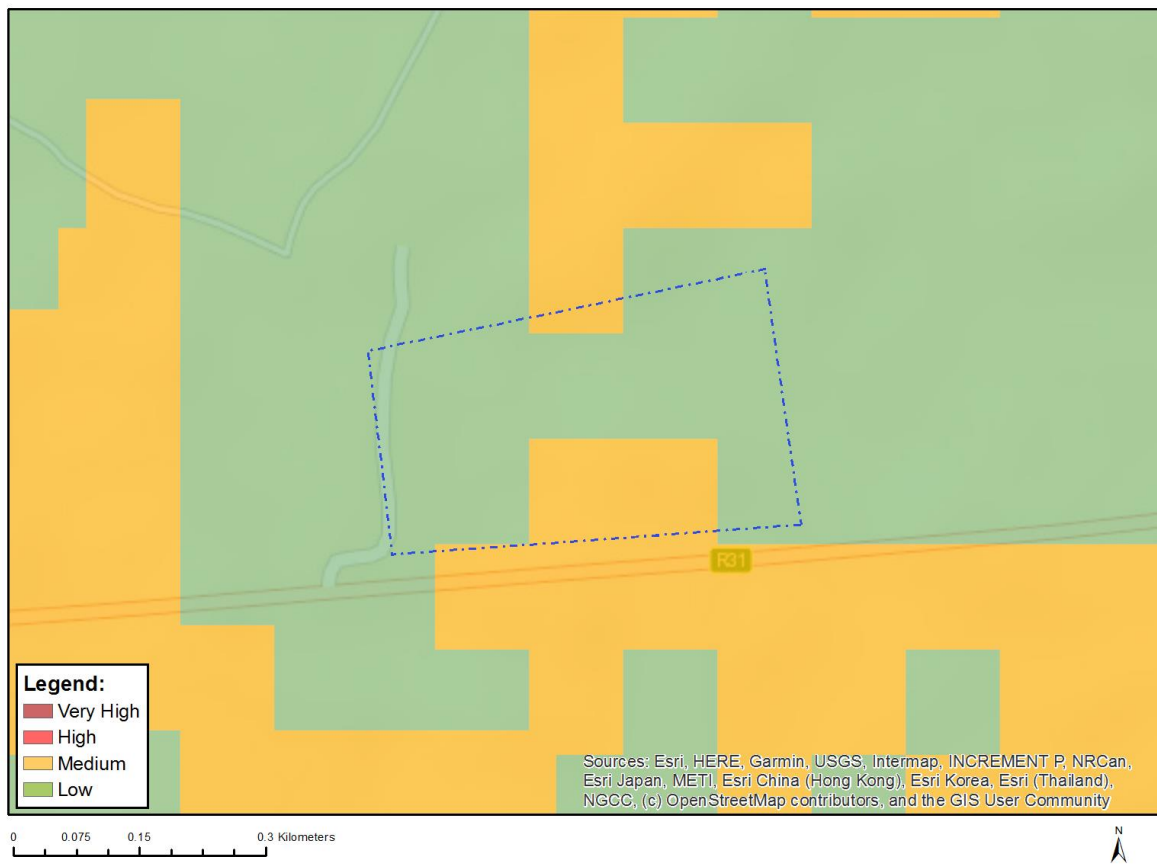 R31
Legend:
Very High
High
Medium
Low
Sources: Esri, HERE, Garmin, USGS, Intermap, INCREMENT P, NRCan,
Esri Japan, METI, Esri China (Hong Kong), Esri Korea, Esri (Thailand),
NGCC, (c) OpenStreetMap contributors, and the GIS User Community
0 0.075 0.15 0.3 Kilometers
N